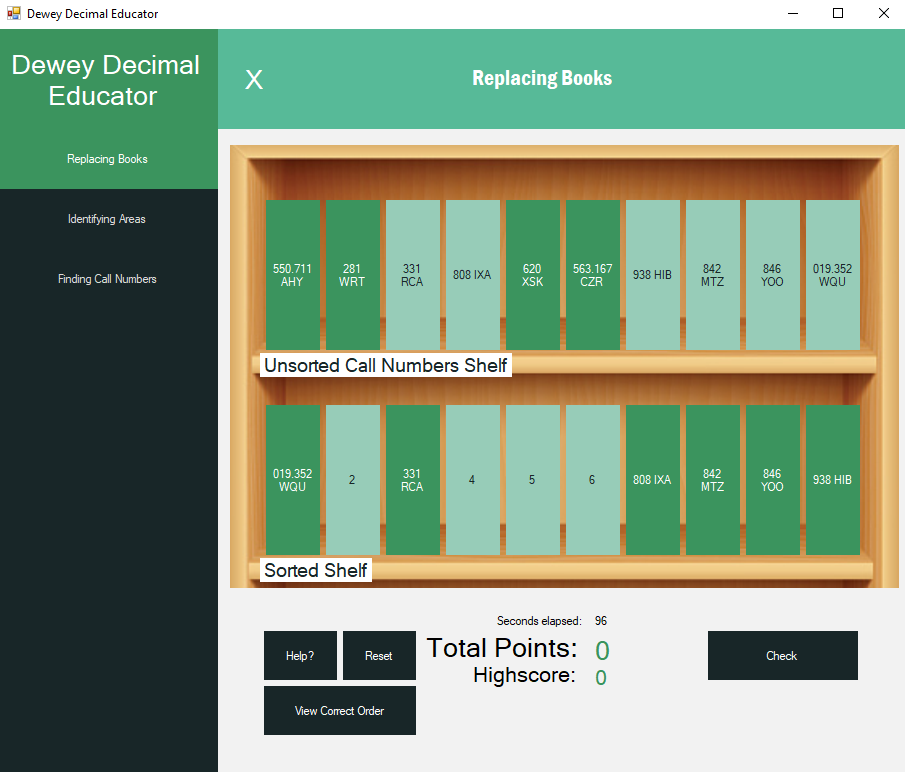 Dewey Decimal Educator
Dewey Decimal
Educator
X
Replacing Books
Replacing Books
Identifying Areas
Finding Call Numbers
550.711
AHY
281
WRT
331
RCA
808 IXA
620
XSK
563.167
CZR
938 HIB
842
MTZ
846
YOO
019.352
WQU
Unsorted Call Numbers Shelf
019.352
WQU
2
331
RCA
4
5
6
808 IXA
842
MTZ
846
YOO
938 HIB
Sorted Shelf
Seconds elapsed: 96
Total Points: 0
Highscore: 0
Help?
Reset
Check
View Correct Order